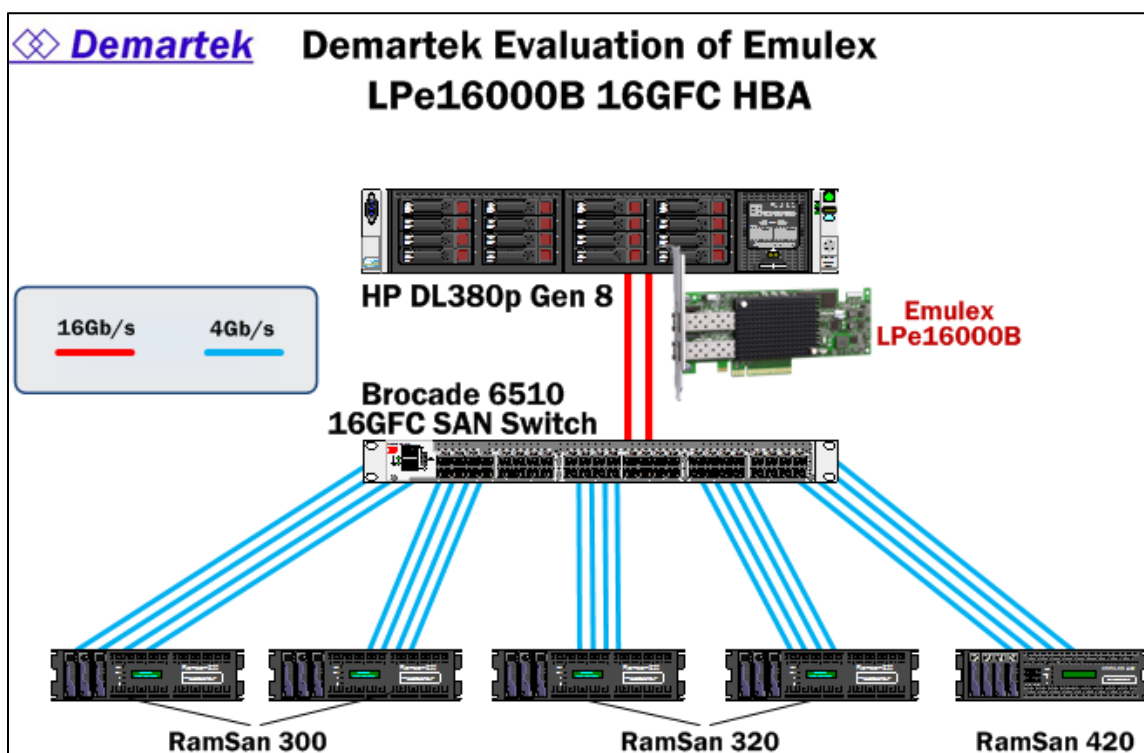 Demartek
Demartek Evaluation of Emulex
LPe16000B 16GFC HBA
HP DL380p Gen 8
16Gb/s 4Gb/s
Emulex
LPe16000B
Brocade 6510
16GFC SAN Switch
RamSan 300
RamSan 320
RamSan 420